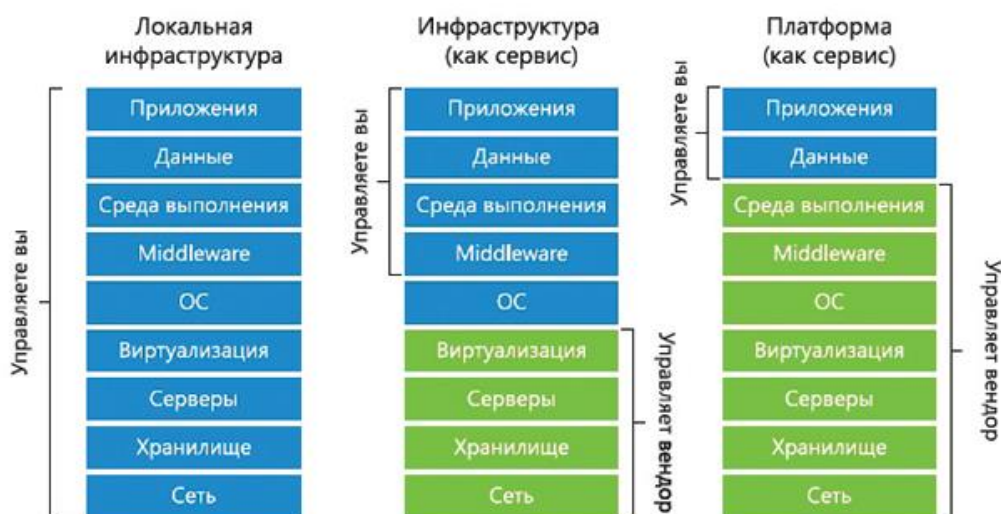 Локальная
инфраструктура
Управляете вы
Приложения
Данные
Среда выполнения
Middleware
ОС
Виртуализация
Серверы
Хранилище
Сеть
Инфраструктура
(как сервис)
Управляете вы
Приложения
Данные
Среда выполнения
Middleware
ОС
Виртуализация
Серверы
Хранилище
Сеть
Управляет вендор
Платформа
(как сервис)
Управляете вы
Приложения
Данные
Среда выполнения
Middleware
ОС
Виртуализация
Серверы
Хранилище
Сеть
Управляет вендор